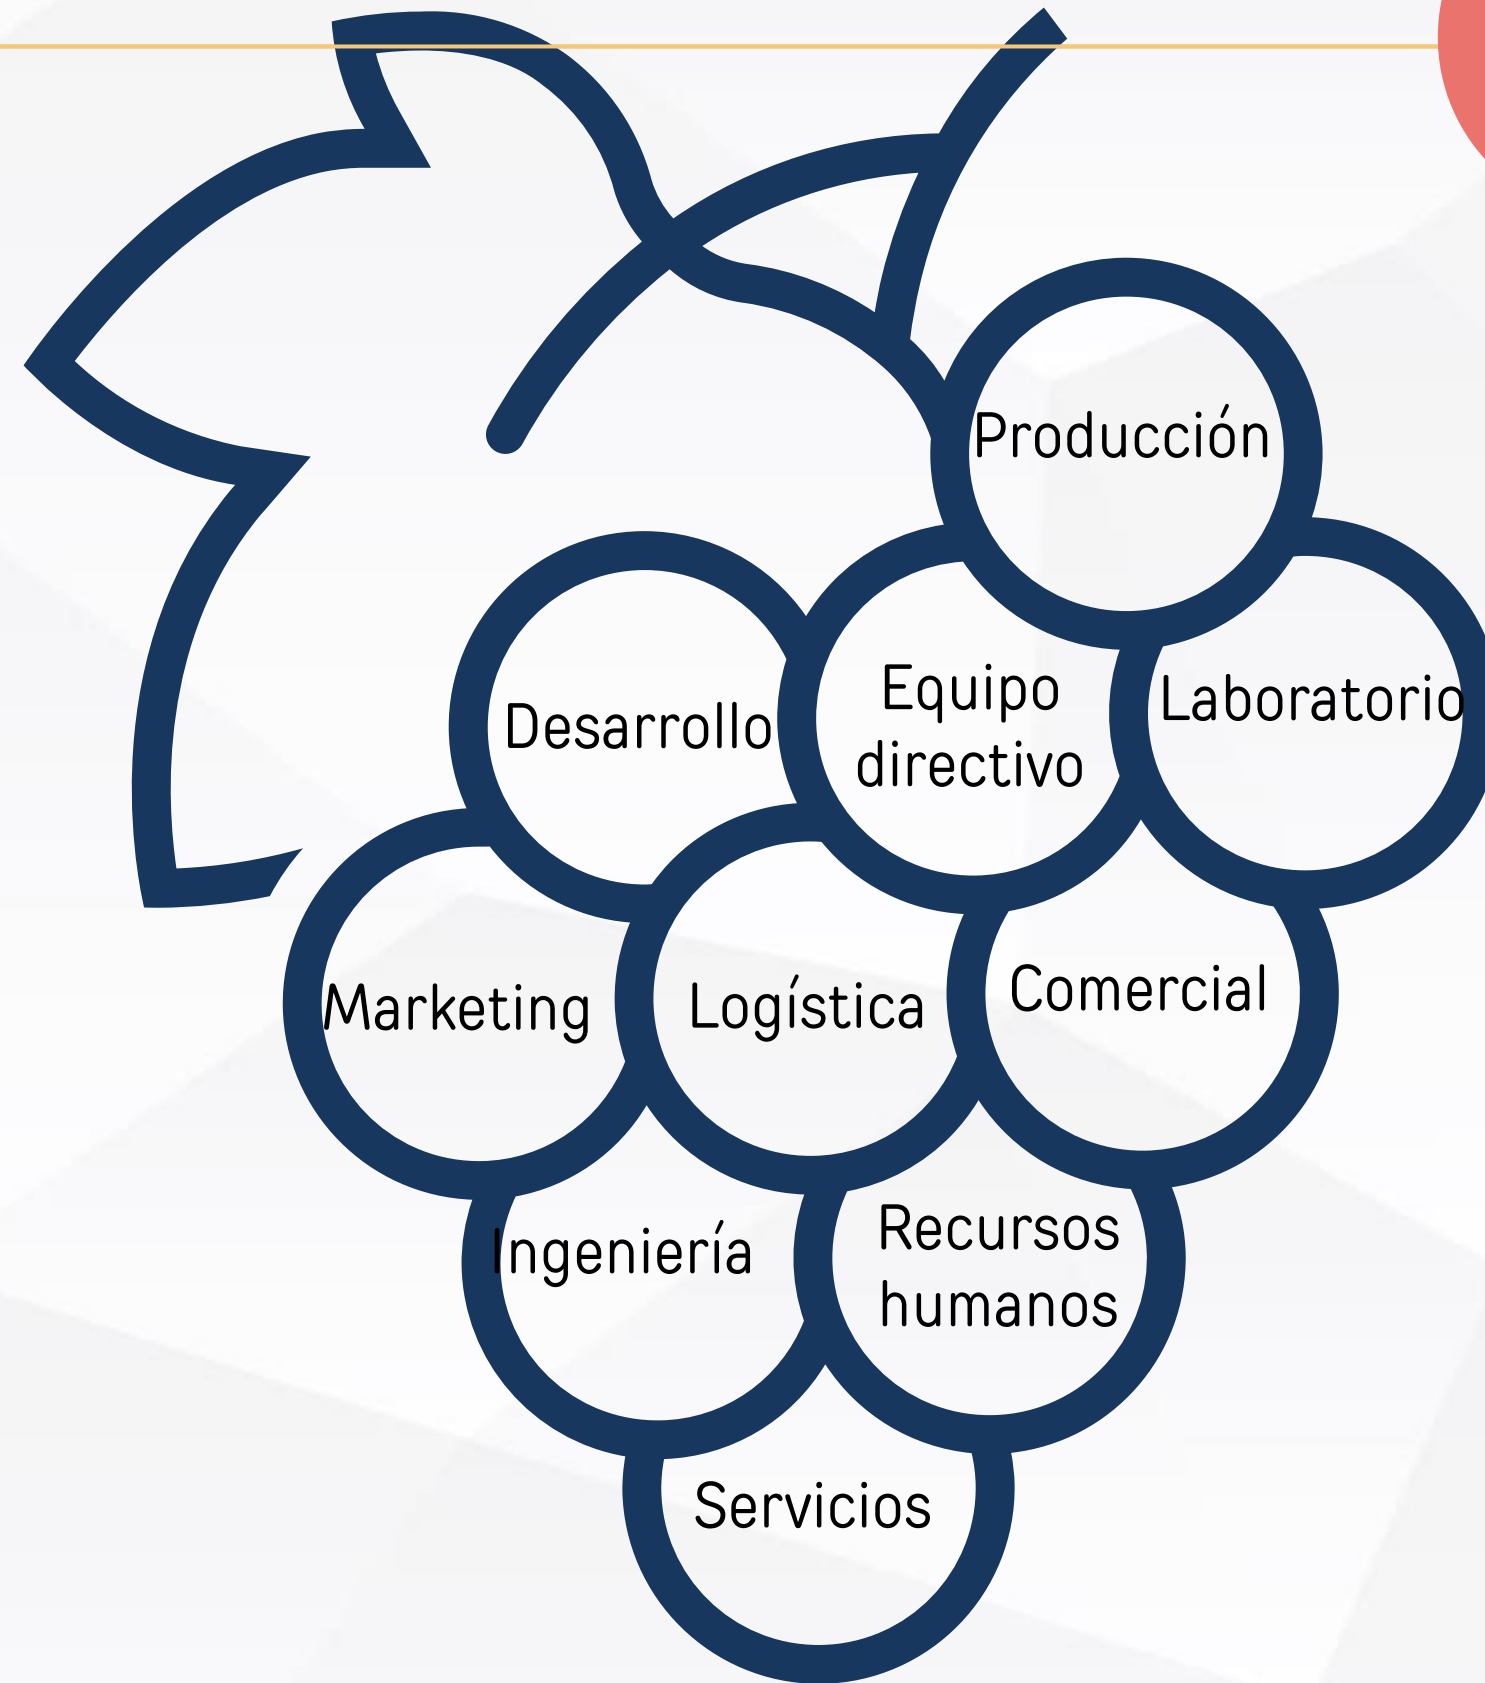 Producción
Desarrollo
Equipo
directivo
Laboratorio
Marketing
Logística
Comercial
Ingeniería
Recursos
humanos
Servicios